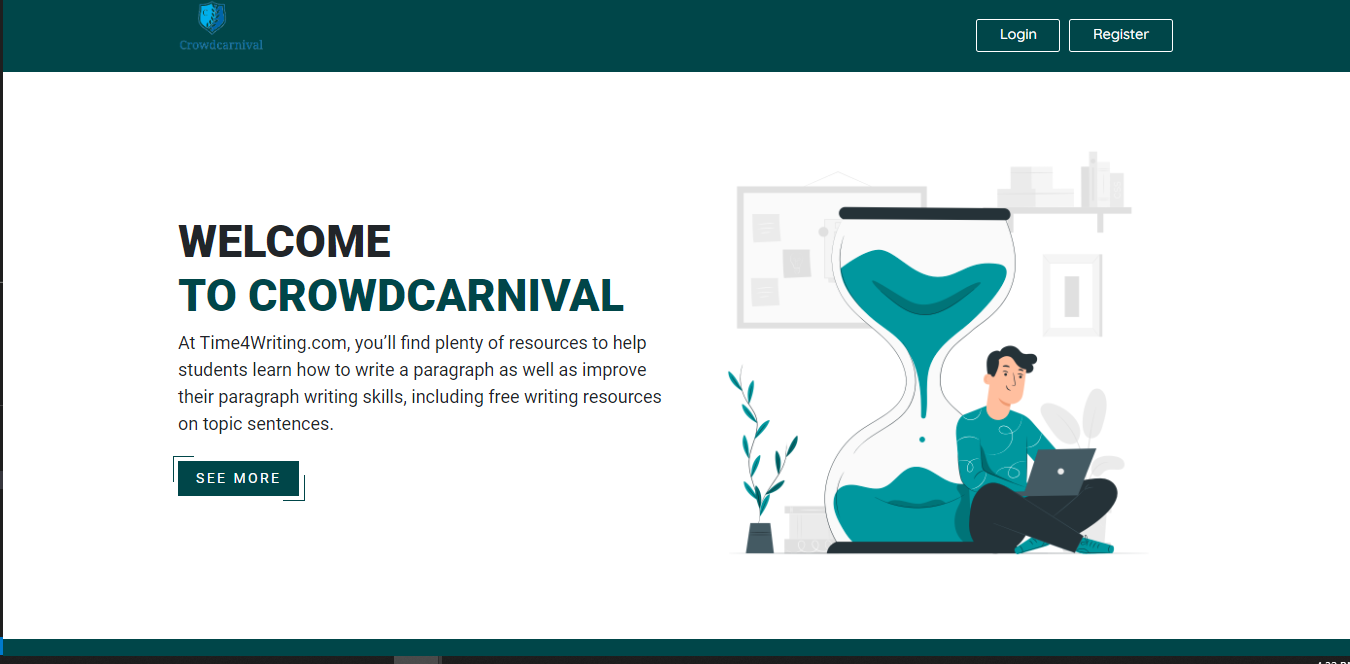 Crowdcarnival
Login
Register
WELCOME
TO CROWDCARNIVAL
At Time4Writing.com, you’ll find plenty of resources to help
students learn how to write a paragraph as well as improve
their paragraph writing skills, including free writing resources
on topic sentences.
SEE MORE